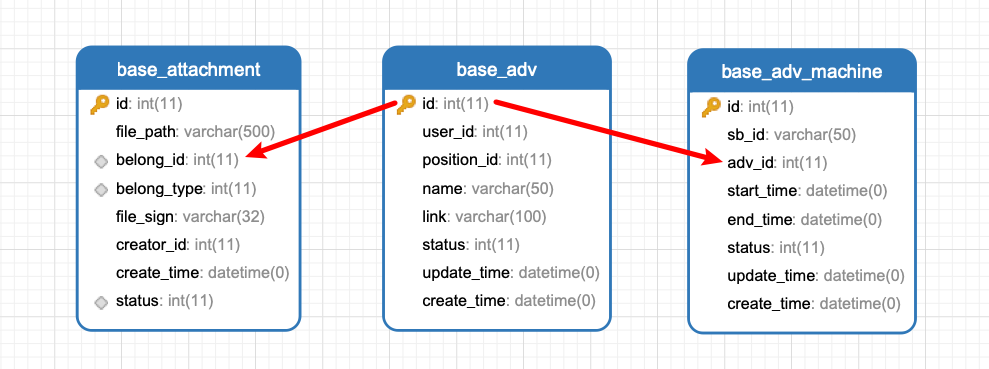 base_attachment
id: int(11)
file_path: varchar(500)
belong_id: int(11)
belong_type: int(11)
file_sign: varchar(32)
creator_id: int(11)
create_time: datetime(0)
status: int(11)
base_adv
id: int(11)
user_id: int(11)
position_id: int(11)
name: varchar(50)
link: varchar(100)
status: int(11)
update_time: datetime(0)
create_time: datetime(0)
base_adv_machine
id: int(11)
sb_id: varchar(50)
adv_id: int(11)
start_time: datetime(0)
end_time: datetime(0)
status: int(11)
update_time: datetime(0)
create_time: datetime(0)